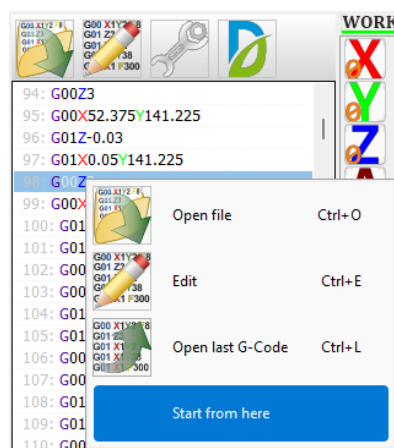 WORK
94: G00Z3
95: G00X52.375Y141.225
96: G01Z-0.03
97: G01X0.05Y141.225
98: G00Z
99: G00X
100: G01
101: G01
102: G00
103: G00
104: G01
105: G01
106: G00
107: G00
108: G01
109: G01
110: G00
X
Y
Z
Open file Ctrl+O
Edit Ctrl+E
Open last G-Code Ctrl+L
Start from here